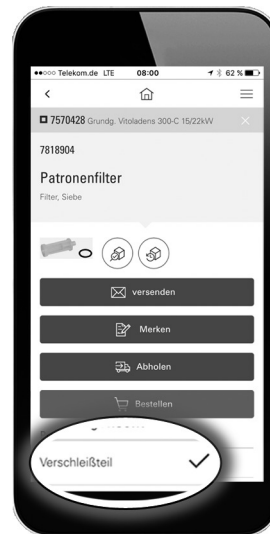 Telekom.de LTE 08:00 62 %
7570428 Grundg. Vitoladens 300-C 15/22kW
7818904
Patronenfilter
Filter, Siebe
versenden
Merken
Abholen
Bestellen
Verschleißteil